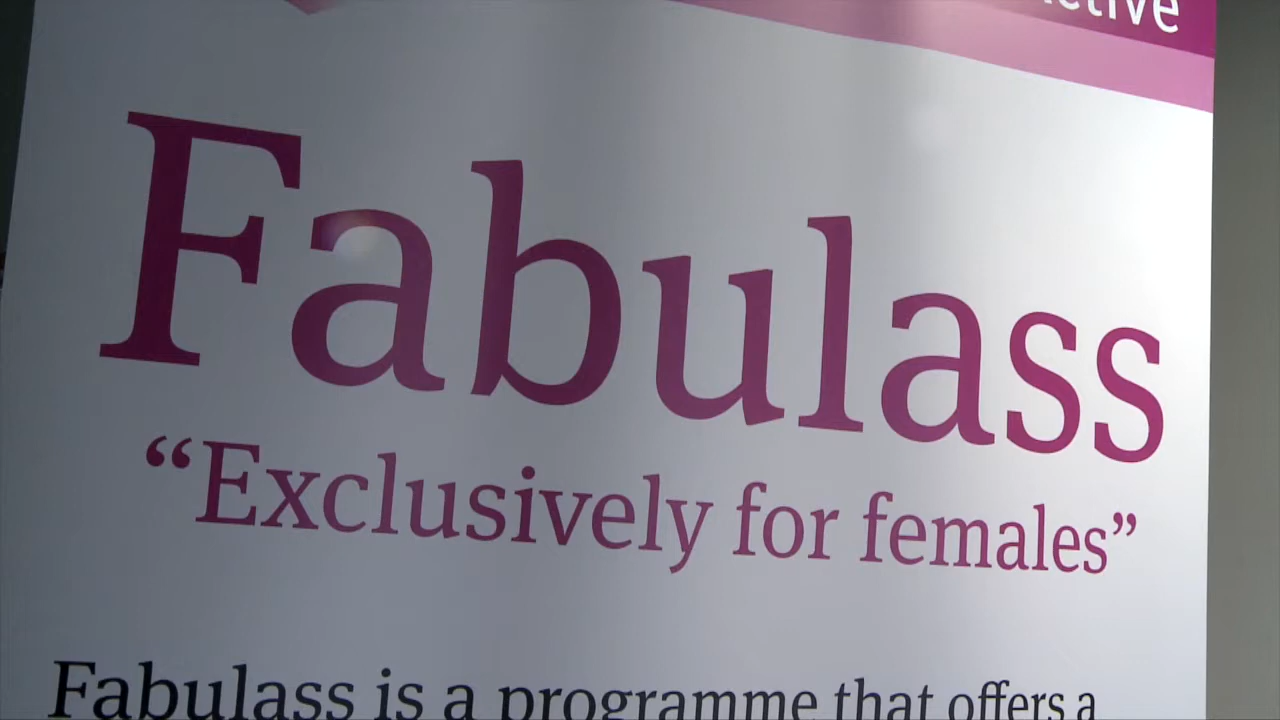 Fabulass
“Exclusively for females”
Fabulass is a programme that offers a